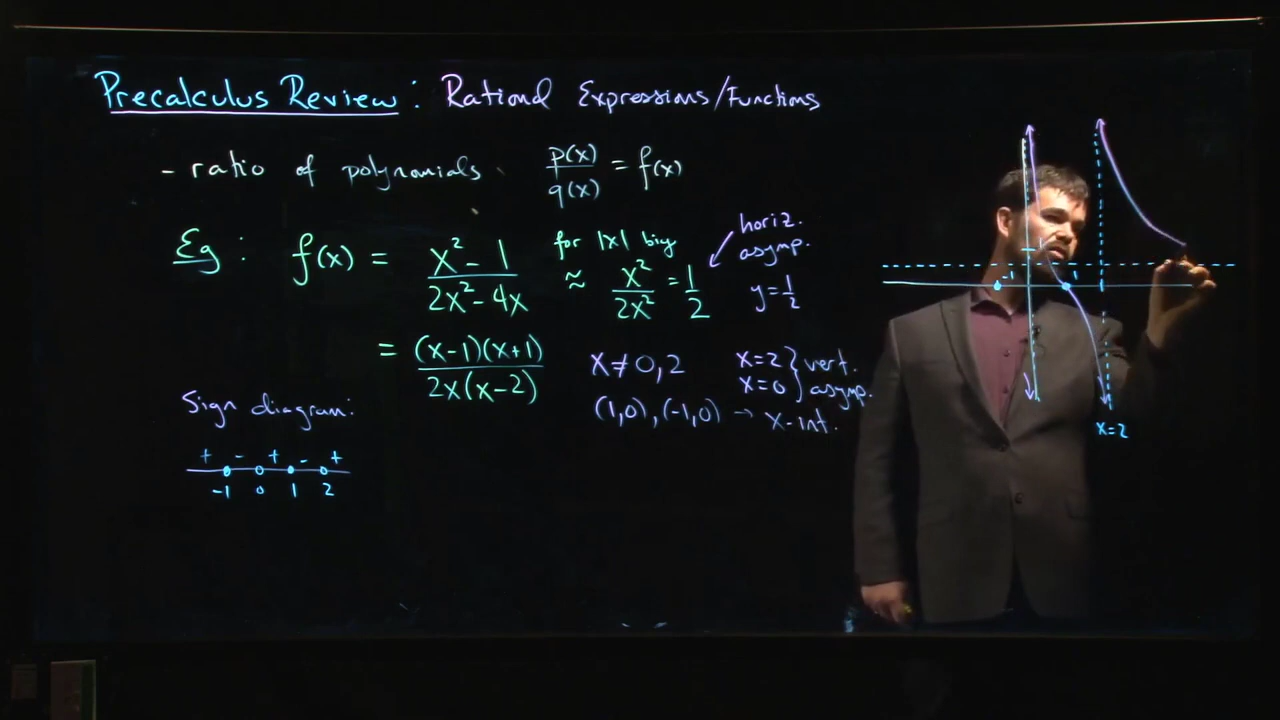 Precalculus Review: Rational Expressions/Functions
- ratio of polynomials. p(x)/q(x) = f(x)
Eg: f(x) = (x² - 1)/(2x² - 4x) for |x| big ≈ x²/2x² = 1/2 horiz. asymp. y = 1/2
= (x-1)(x+1)/2x(x-2) x ≠ 0, 2 x=2 x=0 } vert. asymp.
(1,0), (-1,0) → x-int.
Sign diagram:
+ - + - +
-1 0 1 2
-1 1
x=2